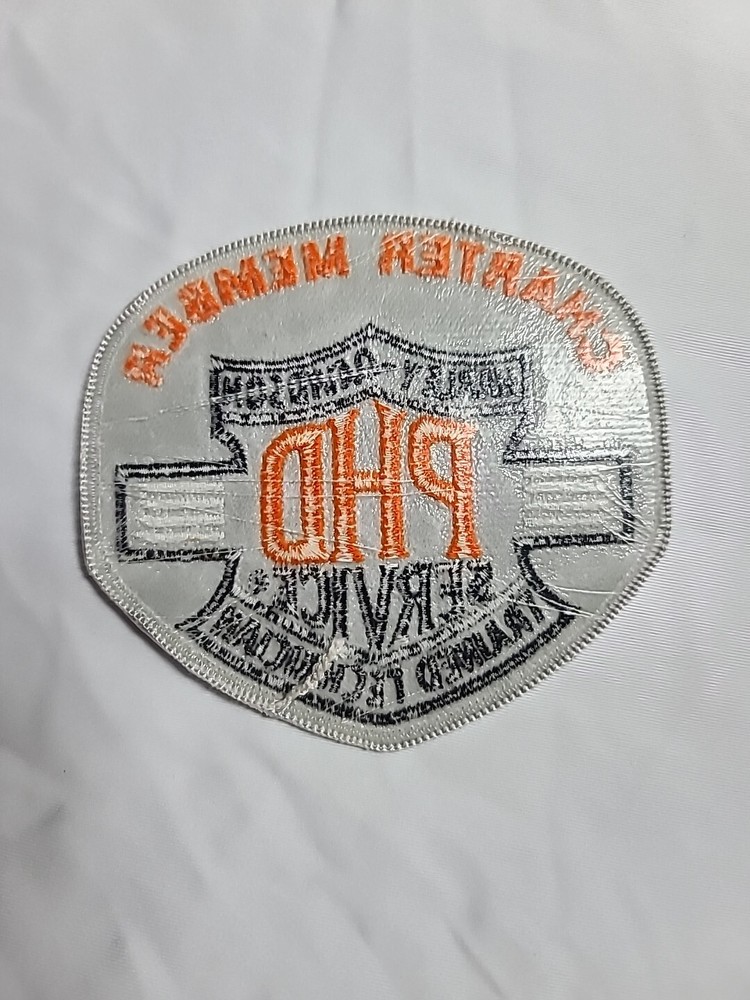 CHARTER MEMBER
HARLEY-DAVIDSON
PHD
SERVICE
TRAINED TECHNICIAN